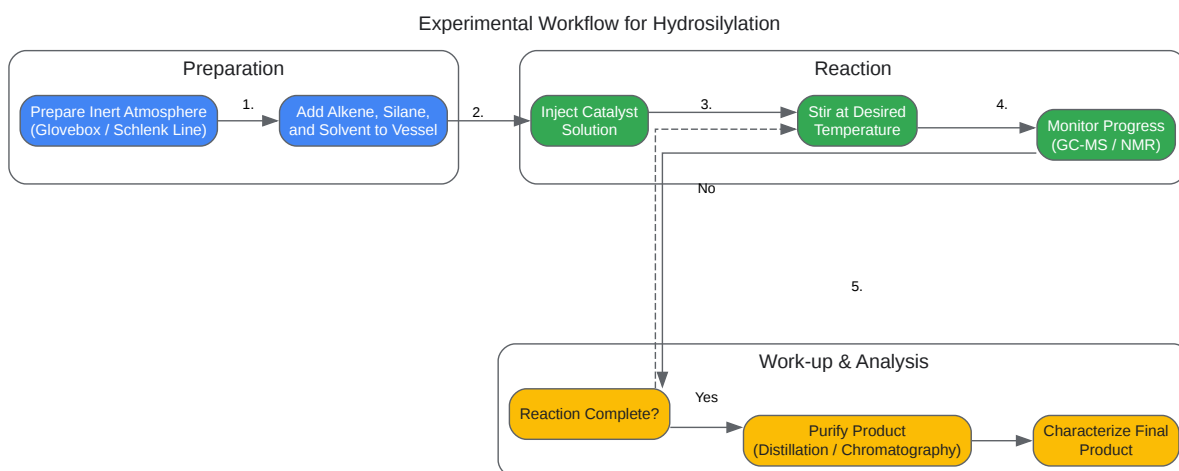 Experimental Workflow for Hydrosilylation
Preparation
Reaction
Prepare Inert Atmosphere
(Glovebox / Schlenk Line)
1.
Add Alkene, Silane,
and Solvent to Vessel
2.
Inject Catalyst
Solution
3.
Stir at Desired
Temperature
4.
Monitor Progress
(GC-MS / NMR)
No
5.
Work-up & Analysis
Reaction Complete?
Yes
Purify Product
(Distillation / Chromatography)
Characterize Final
Product